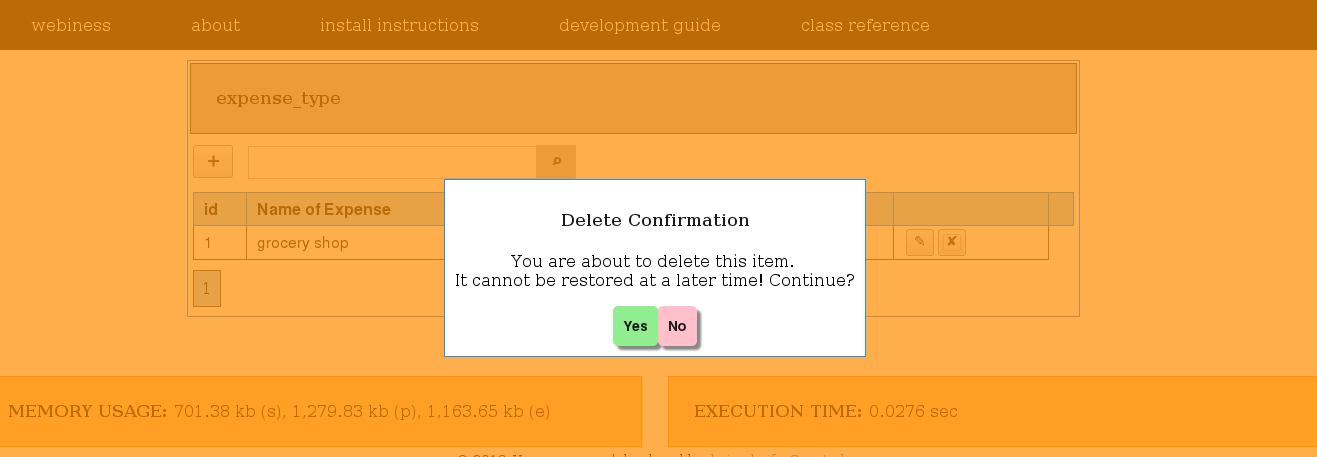 webiness about install instructions development guide class reference
expense_type
+
id Name of Expense
1 grocery shop
1
Delete Confirmation
You are about to delete this item.
It cannot be restored at a later time! Continue?
Yes No
MEMORY USAGE: 701.38 kb (s), 1,279.83 kb (p), 1,163.65 kb (e)
EXECUTION TIME: 0.0276 sec